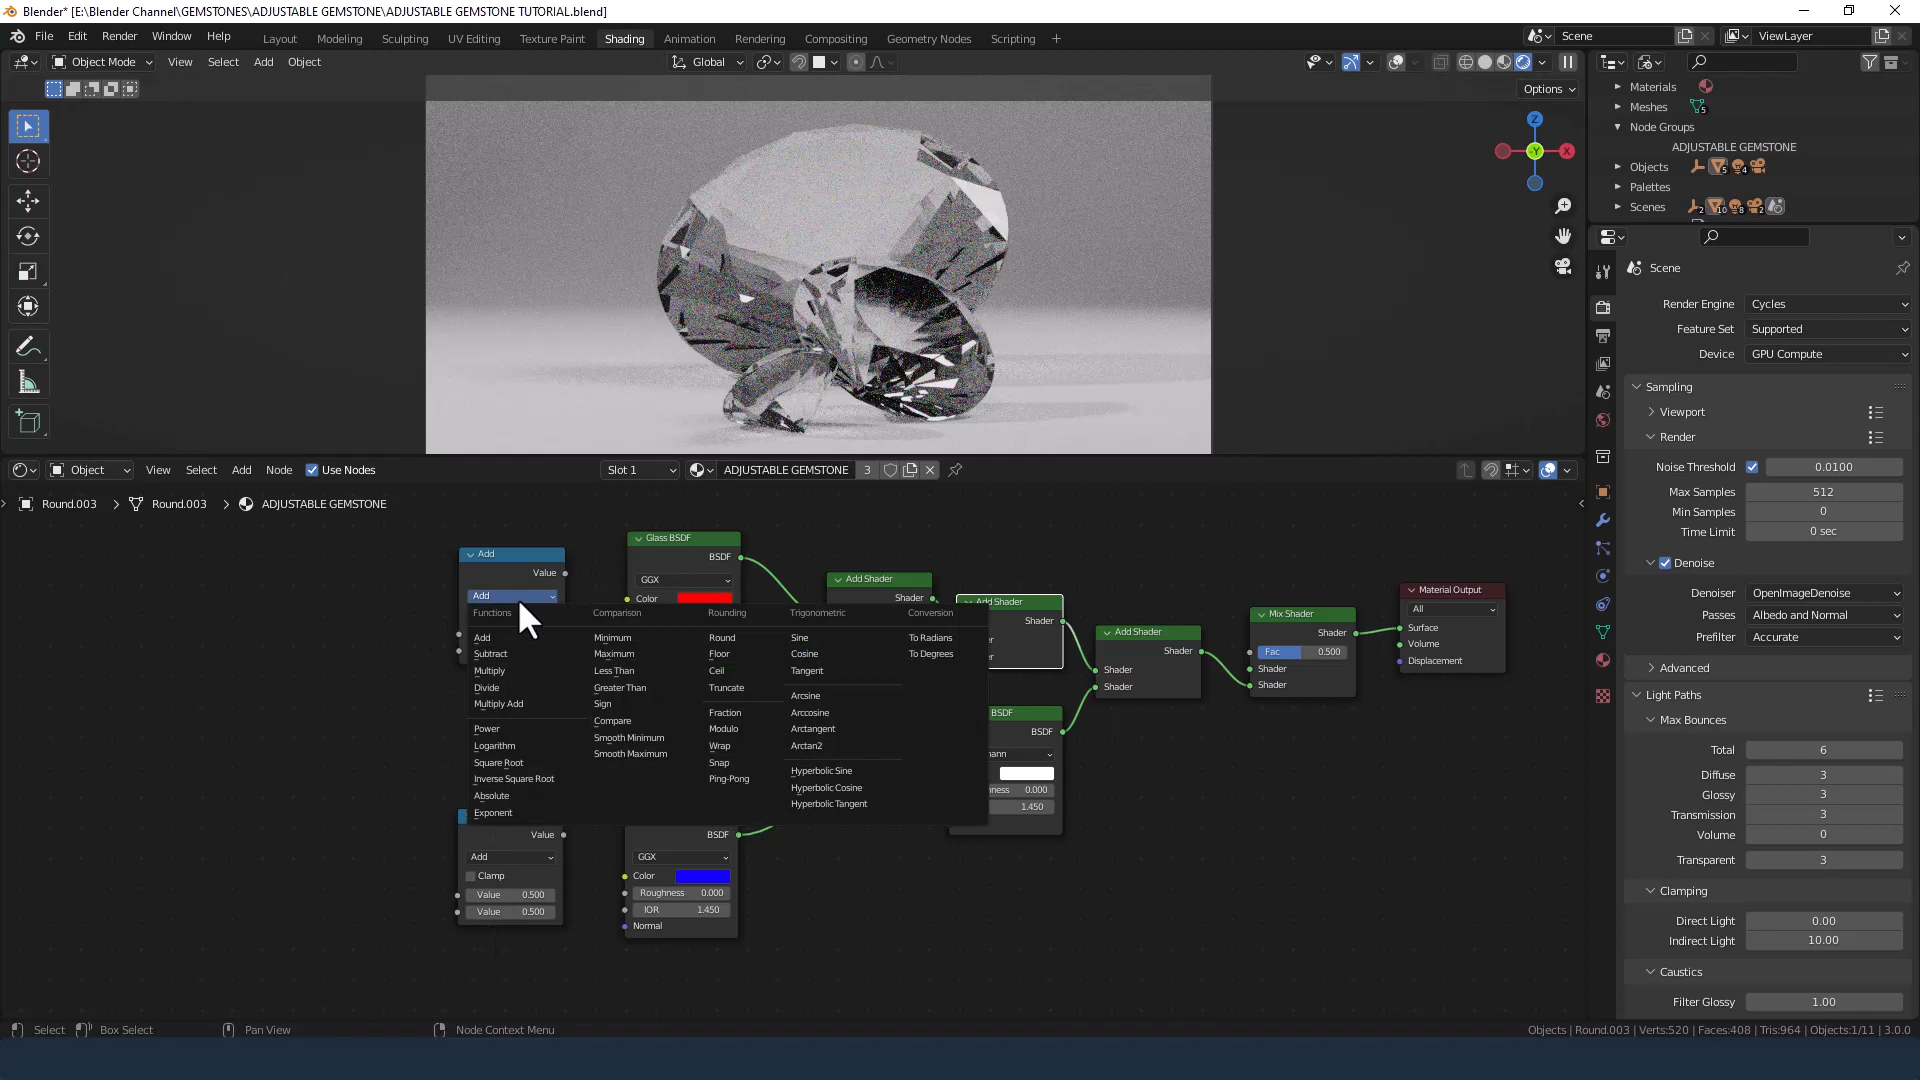 Blender* [E:\Blender Channel\GEMSTONES\ADJUSTABLE GEMSTONE\ADJUSTABLE GEMSTONE TUTORIAL.blend]
File Edit Render Window Help
Layout Modeling Sculpting UV Editing Texture Paint Shading Animation Rendering Compositing Geometry Nodes Scripting
Scene
ViewLayer
Object Mode View Select Add Object
Global
Options
Z
-Y
X
Materials
Meshes 5
Node Groups
ADJUSTABLE GEMSTONE
Objects 5 4
Palettes
Scenes 2 10 8 2
Scene
Render Engine Cycles
Feature Set Supported
Device GPU Compute
Sampling
Viewport
Render
Noise Threshold 0.0100
Max Samples 512
Min Samples 0
Time Limit 0 sec
Denoise
Denoiser OpenImageDenoise
Passes Albedo and Normal
Prefilter Accurate
Advanced
Light Paths
Max Bounces
Total 6
Diffuse 3
Glossy 3
Transmission 3
Volume 0
Transparent 3
Clamping
Direct Light 0.00
Indirect Light 10.00
Caustics
Filter Glossy 1.00
Object View Select Add Node Use Nodes
Slot 1
ADJUSTABLE GEMSTONE 3
Round.003 Round.003 ADJUSTABLE GEMSTONE
Add
Value
Add
Glass BSDF
BSDF
GGX
Color
Add Shader
Shader
Add Shader
Shader
Add Shader
Shader
Shader
Shader
Mix Shader
Shader
Fac 0.500
Shader
Shader
Material Output
All
Surface
Volume
Displacement
Functions Comparison Rounding Trigonometric Conversion
Add Minimum Round Sine To Radians
Subtract Maximum Floor Cosine To Degrees
Multiply Less Than Ceil Tangent
Divide Greater Than Truncate Arcsine
Multiply Add Sign Fraction Arccosine
Power Compare Modulo Arctangent
Logarithm Smooth Minimum Wrap Arctan2
Square Root Smooth Maximum Snap Hyperbolic Sine
Inverse Square Root Ping-Pong Hyperbolic Cosine
Absolute Hyperbolic Tangent
Exponent
BSDF
BSDF
0.000
1.450
Value
Add
Clamp
Value 0.500
Value 0.500
BSDF
GGX
Color
Roughness 0.000
IOR 1.450
Normal
Select Box Select Pan View Node Context Menu
Objects | Round.003 | Verts:520 | Faces:408 | Tris:964 | Objects:1/11 | 3.0.0